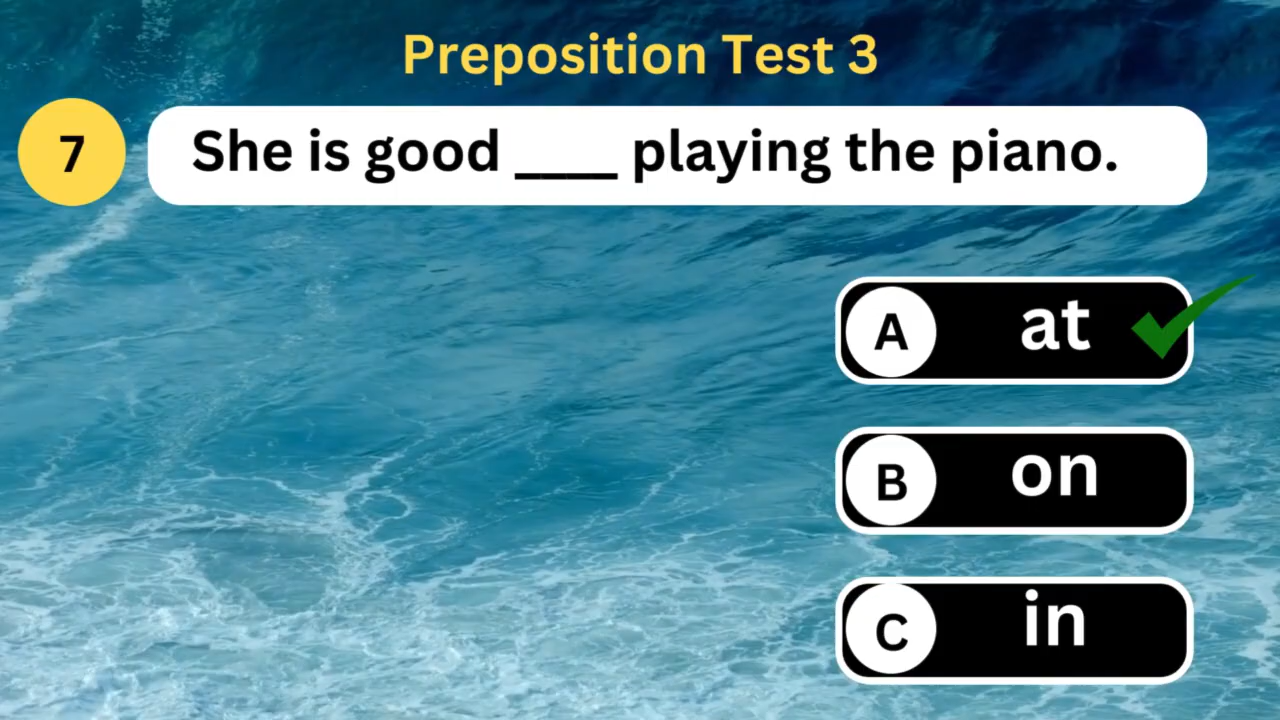 Preposition Test 3
7 She is good ____ playing the piano.
A at
B on
C in